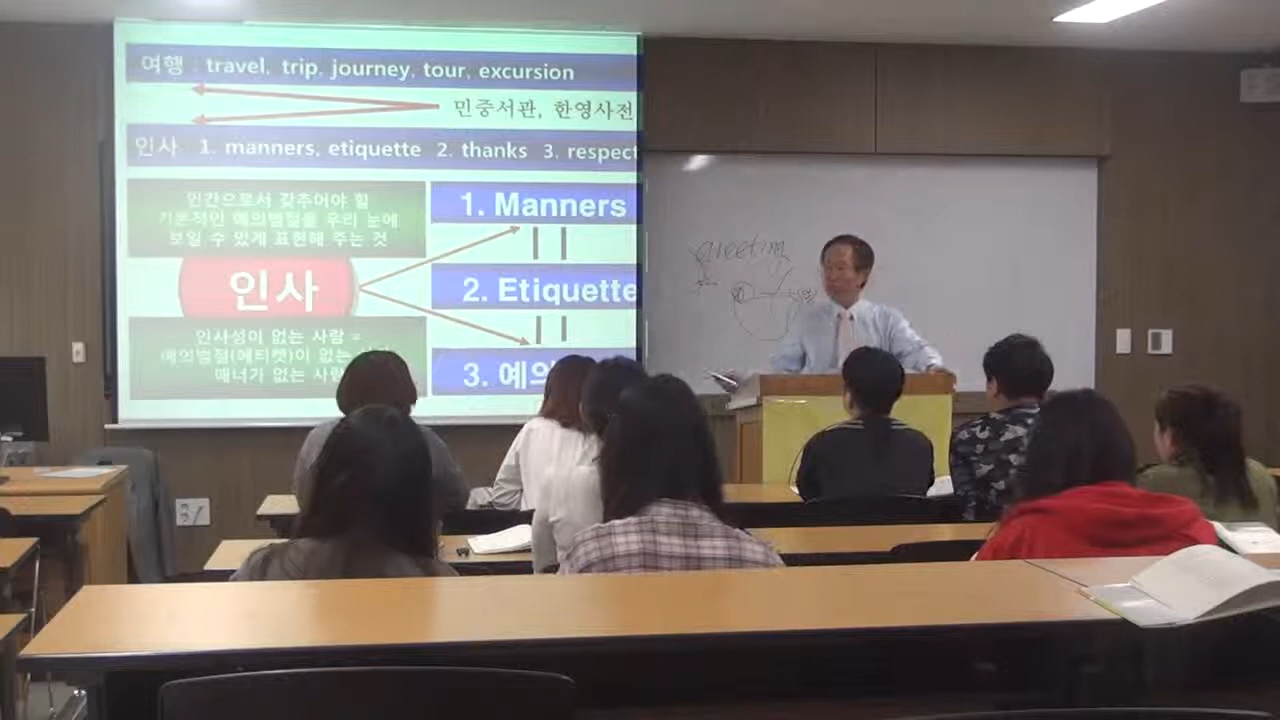 여행 : travel, trip, journey, tour, excursion
민중서관, 한영사전
인사 1. manners, etiquette 2. thanks 3. respect
인간으로서 갖추어야 할
기본적인 예의범절을 우리 눈에
보일 수 있게 표현해 주는 것
인사
인사성이 없는 사람 =
예의범절(에티켓)이 없는
매너가 없는 사람
1. Manners
2. Etiquette
3. 예의
greeting